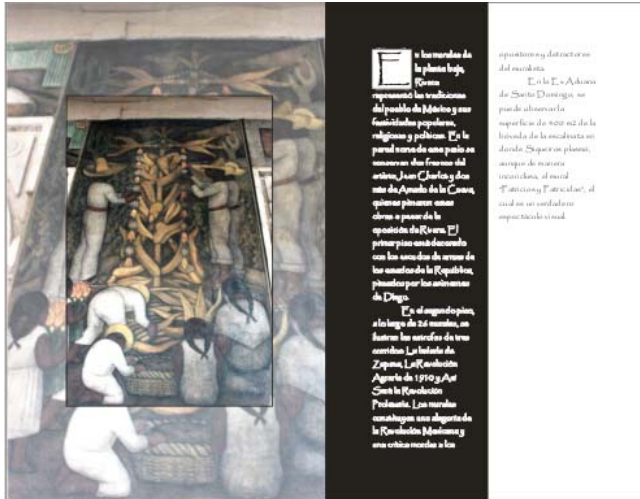 En los murales de
la planta baja,
Rivera
representó las tradiciones
del pueblo de México y sus
festividades populares,
religiosas y políticas. En la
pared norte de este patio se
conservan dos frescos del
artista Jean Charlot y dos
más de Amado de la Cueva,
quienes pintaron estas
obras a pesar de la
oposición de Rivera. El
primer piso está decorado
con los escudos de armas de
los estados de la República,
pintados por los asistentes
de Diego.
En el segundo piso,
a lo largo de 26 murales, se
ilustran las estrofas de tres
corridos: La balada de
Zapata, La Revolución
Agraria de 1910 y Así
Será la Revolución
Proletaria. Los murales
constituyen una alegoría de
la Revolución Mexicana y
una crítica mordaz a los
opositores y detractores
del muralista.
En la Ex Aduana
de Santo Domingo, se
puede observar la
superficie de 400 m2 de la
bóveda de la escalinata en
donde Siqueiros plasmó,
aunque de manera
inconclusa, el mural
"Patricios y Patricidas", el
cual es un verdadero
espectáculo visual.